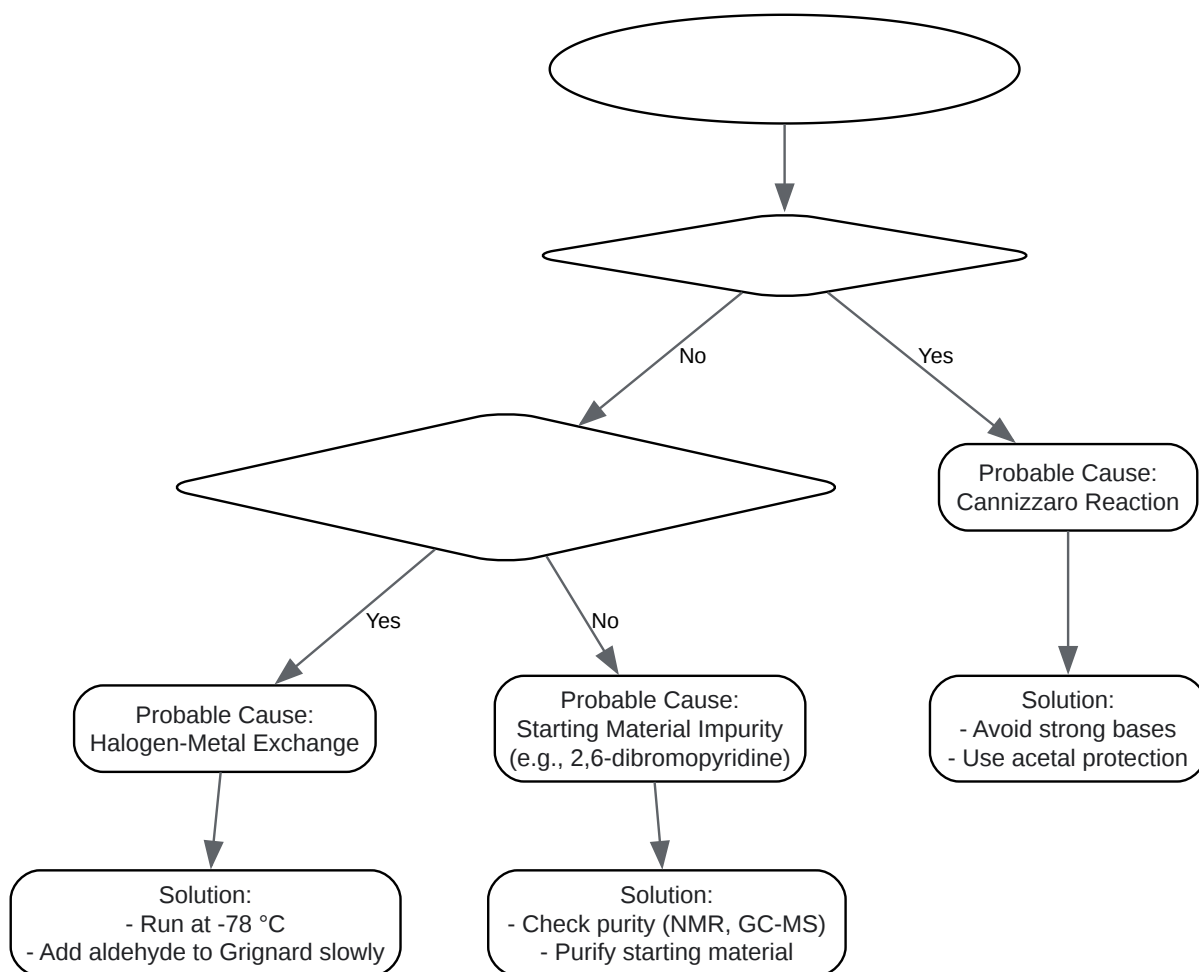 No
Yes
Probable Cause:
Cannizzaro Reaction
Yes
No
Probable Cause:
Halogen-Metal Exchange
Probable Cause:
Starting Material Impurity
(e.g., 2,6-dibromopyridine)
Solution:
- Avoid strong bases
- Use acetal protection
Solution:
- Run at -78 °C
- Add aldehyde to Grignard slowly
Solution:
- Check purity (NMR, GC-MS)
- Purify starting material